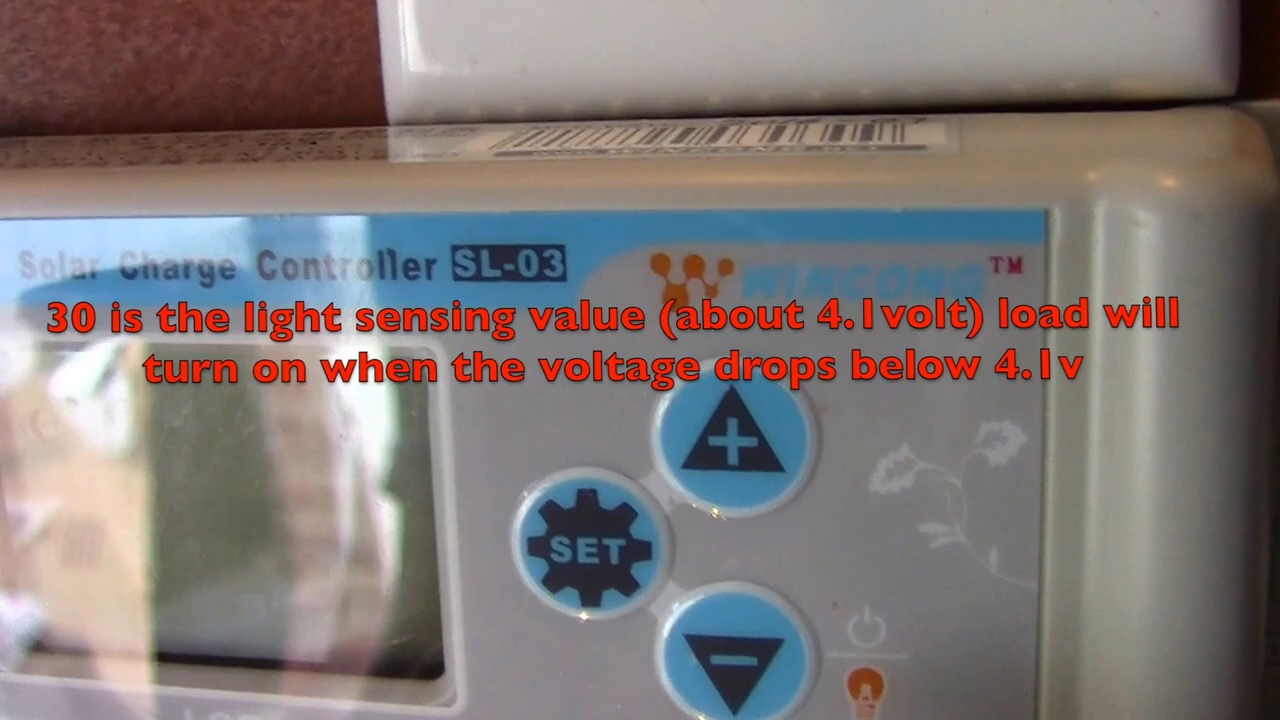 Solar Charge Controller SL-03
WINCONG TM
30 is the light sensing value (about 4.1volt) load will
turn on when the voltage drops below 4.1v
SET